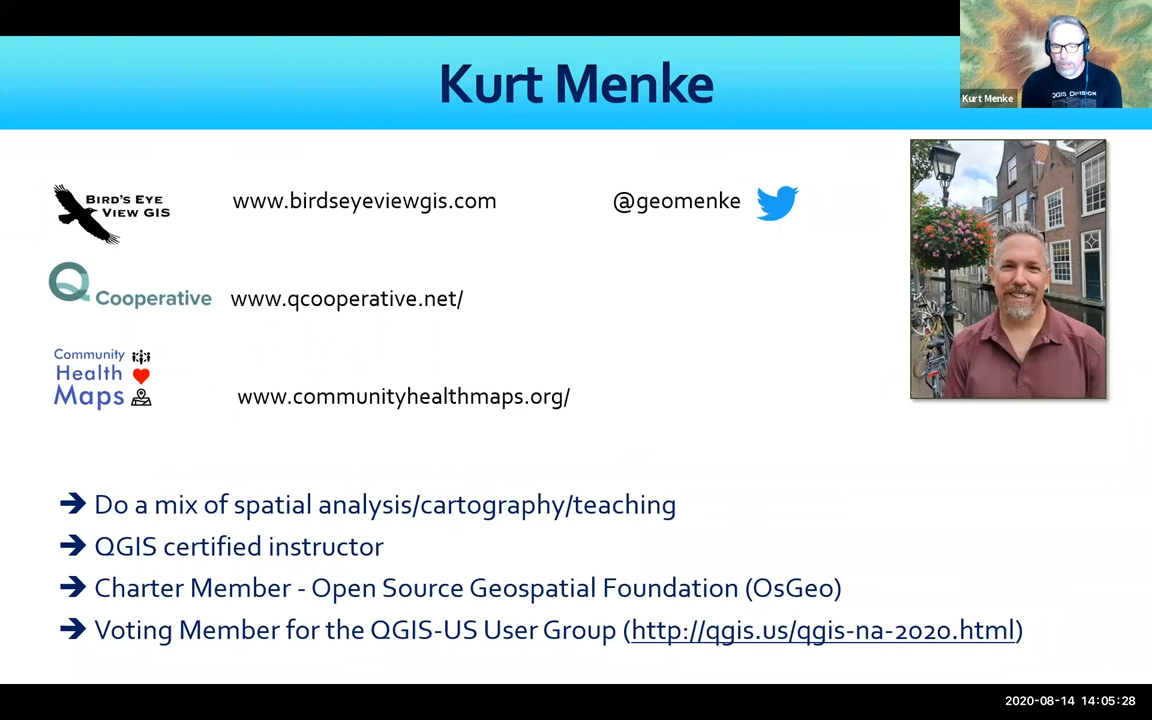 Kurt Menke
Kurt Menke
QGIS DIVISION
BIRD'S EYE
VIEW GIS
www.birdseyeviewgis.com
@geomenke
Q Cooperative
www.qcooperative.net/
Community
Health
Maps
www.communityhealthmaps.org/
➔ Do a mix of spatial analysis/cartography/teaching
➔ QGIS certified instructor
➔ Charter Member - Open Source Geospatial Foundation (OsGeo)
➔ Voting Member for the QGIS-US User Group (http://qgis.us/qgis-na-2020.html)
2020-08-14 14:05:28